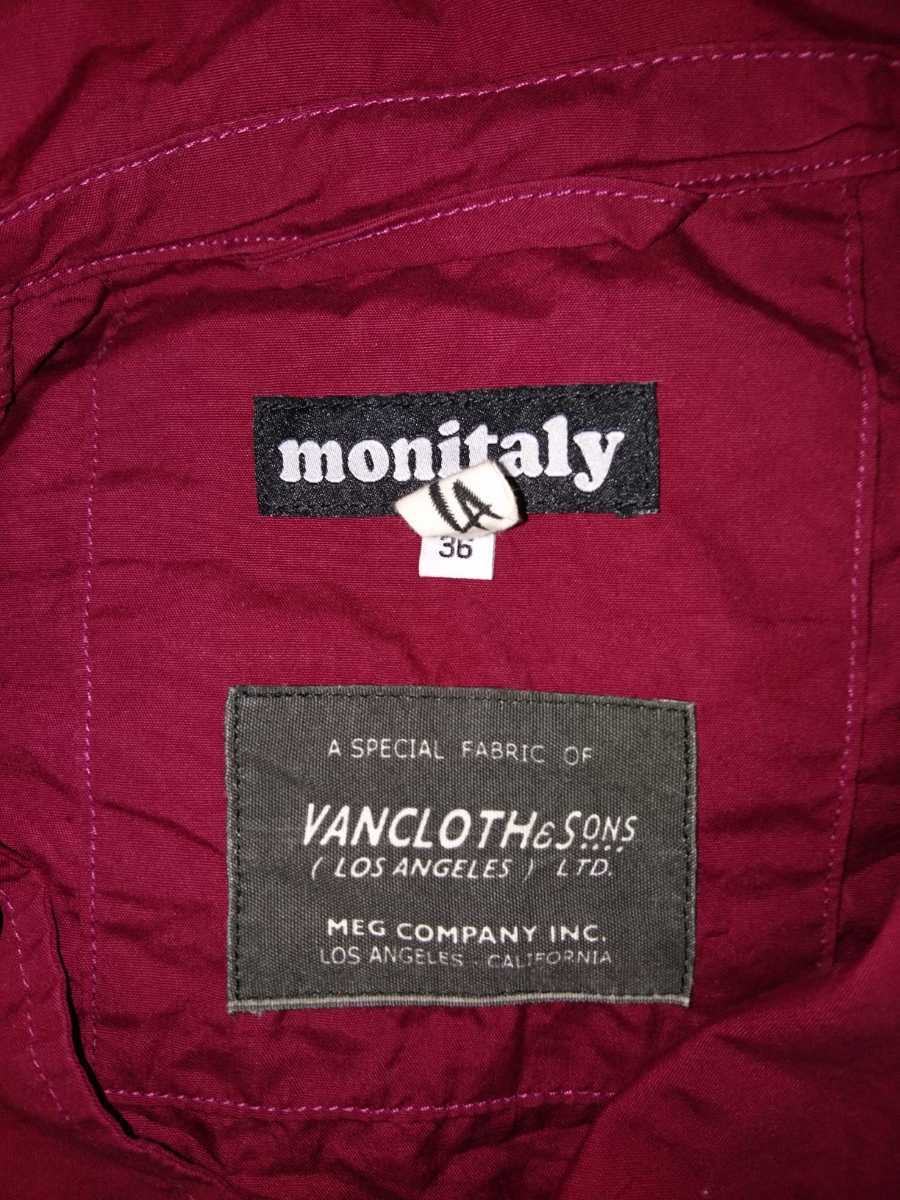 monitaly
36
A SPECIAL FABRIC OF
VANCLOTH & SONS
( LOS ANGELES ) LTD.
MEG COMPANY INC.
LOS ANGELES - CALIFORNIA